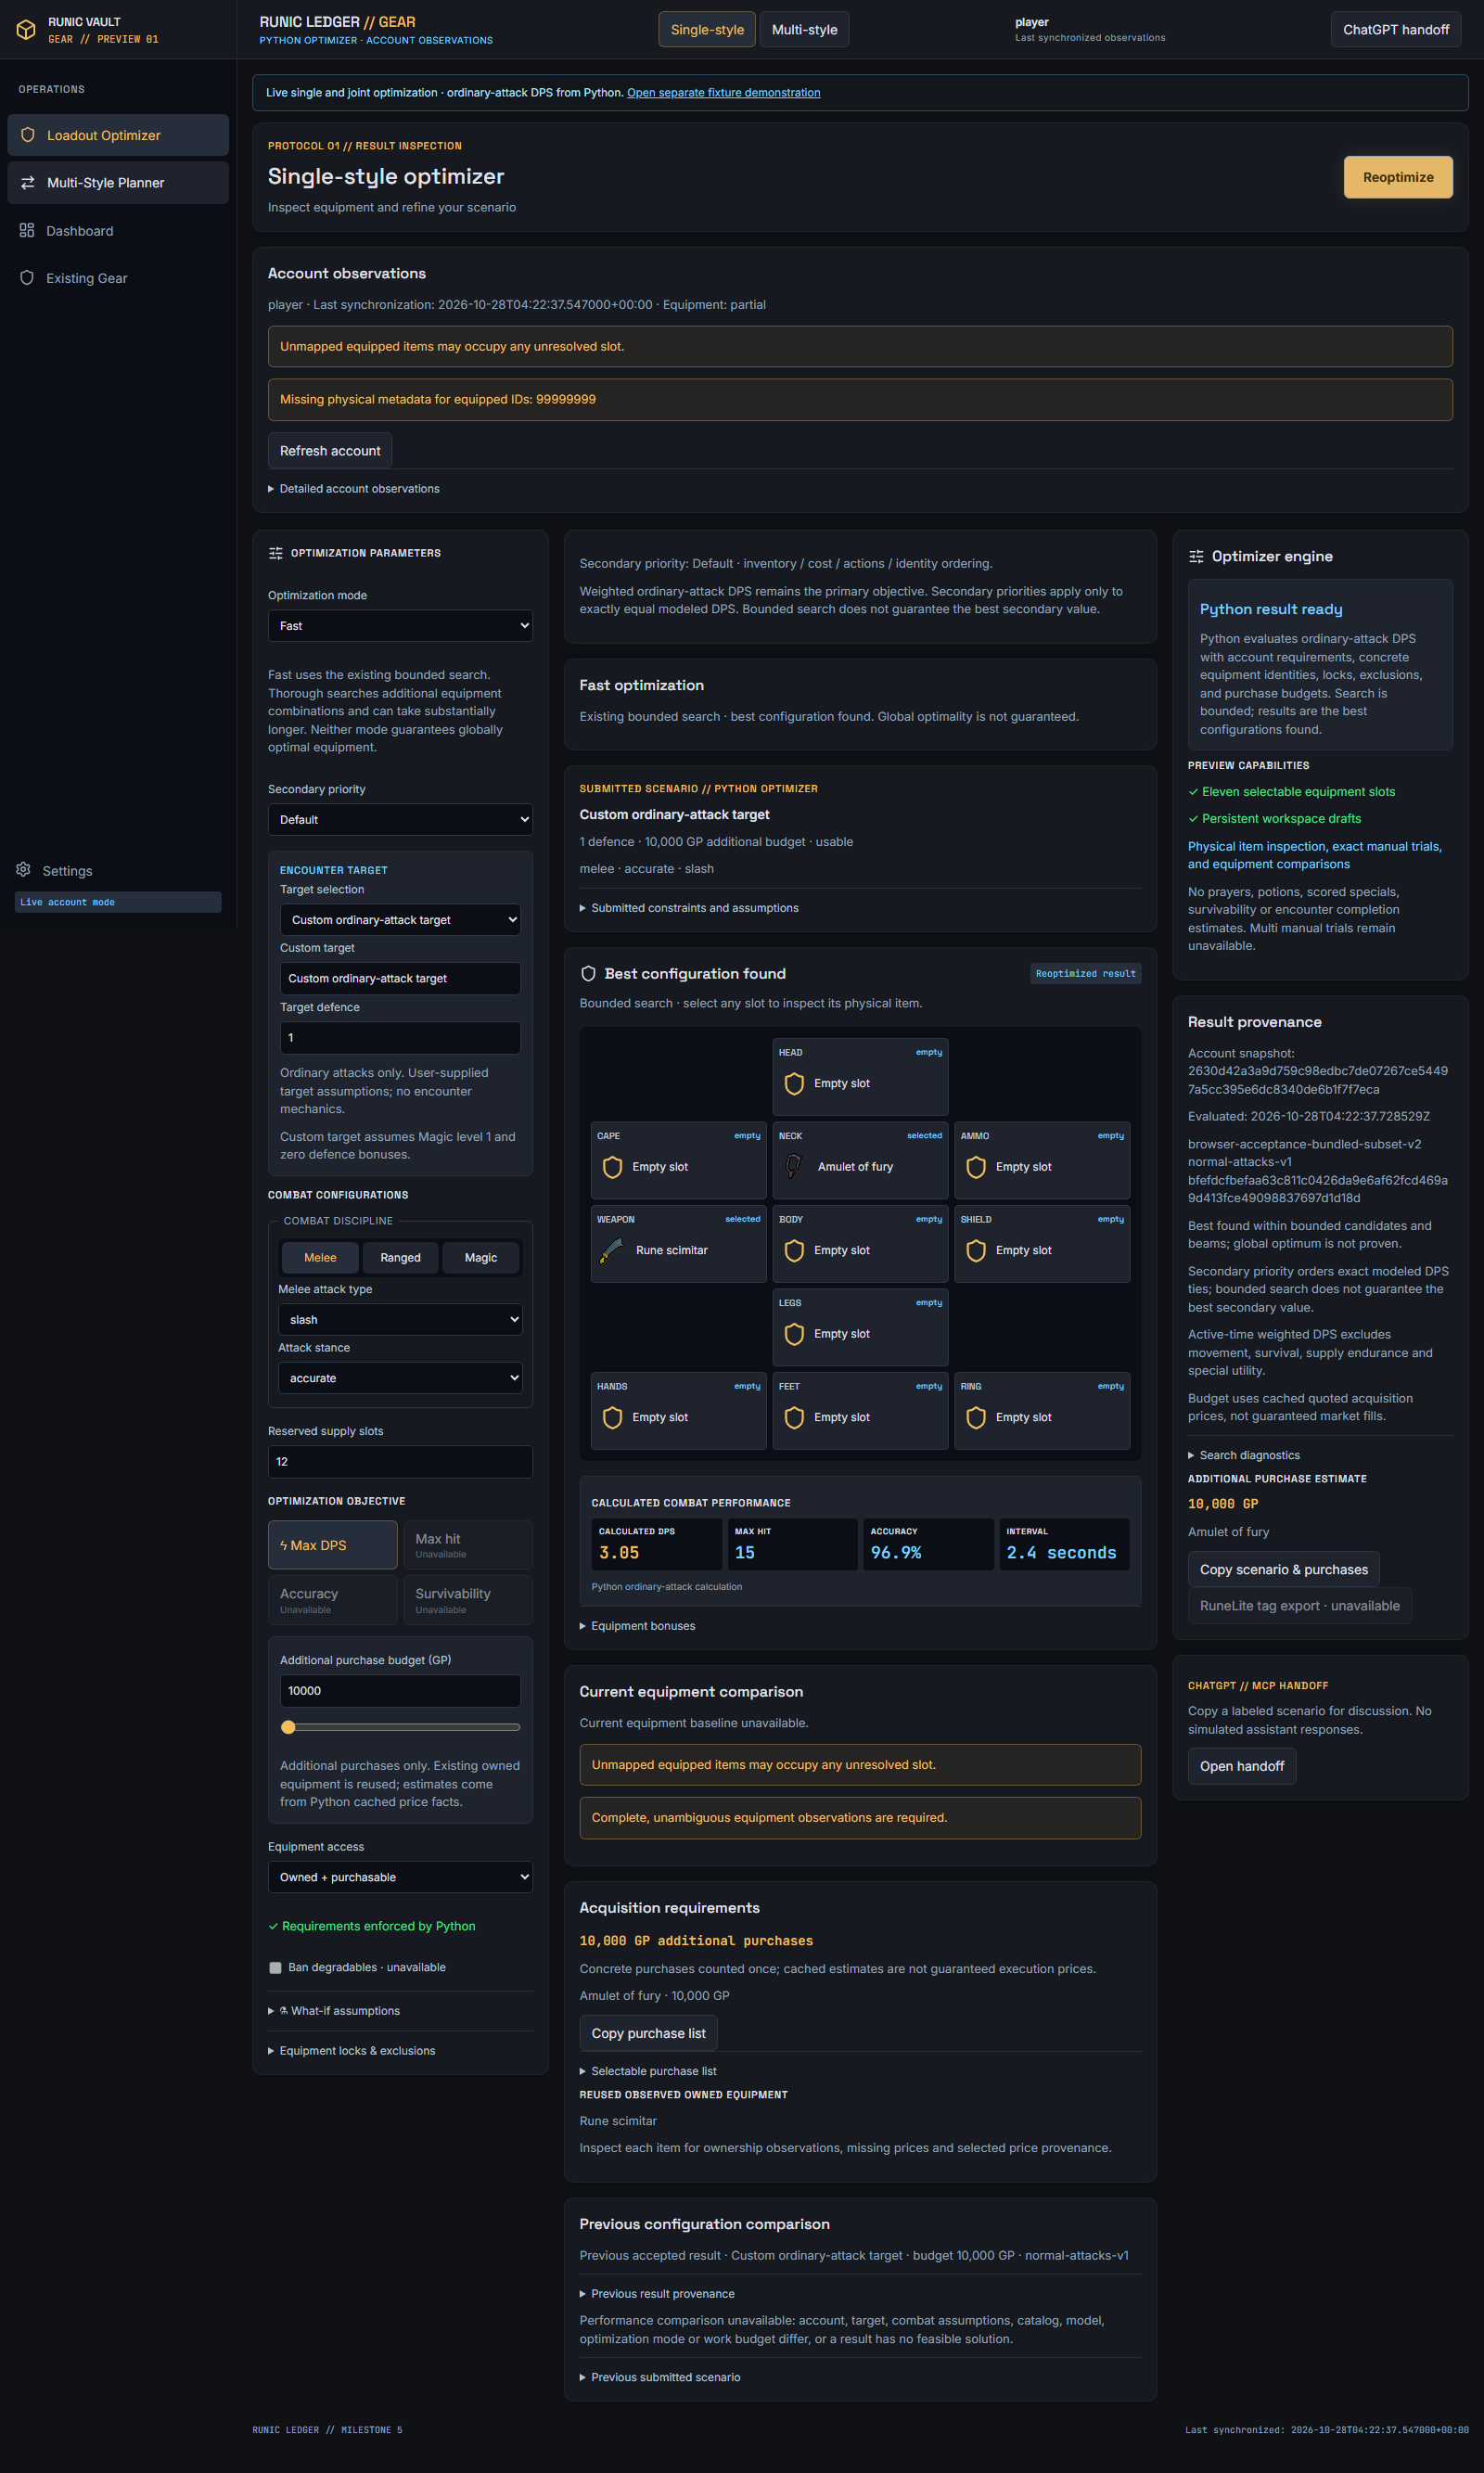 RUNIC VAULT
GEAR // PREVIEW 01
RUNIC LEDGER // GEAR
PYTHON OPTIMIZER · ACCOUNT OBSERVATIONS
Single-style
Multi-style
player
Last synchronized observations
ChatGPT handoff
OPERATIONS
Loadout Optimizer
Multi-Style Planner
Dashboard
Existing Gear
Settings
Live account mode
Live single and joint optimization · ordinary-attack DPS from Python. Open separate fixture demonstration
PROTOCOL 01 // RESULT INSPECTION
Single-style optimizer
Inspect equipment and refine your scenario
Reoptimize
Account observations
player · Last synchronization: 2026-10-28T04:22:37.547000+00:00 · Equipment: partial
Unmapped equipped items may occupy any unresolved slot.
Missing physical metadata for equipped IDs: 99999999
Refresh account
Detailed account observations
OPTIMIZATION PARAMETERS
Optimization mode
Fast
Fast uses the existing bounded search.
Thorough searches additional equipment
combinations and can take substantially
longer. Neither mode guarantees globally
optimal equipment.
Secondary priority
Default
ENCOUNTER TARGET
Target selection
Custom ordinary-attack target
Custom target
Custom ordinary-attack target
Target defence
1
Ordinary attacks only. User-supplied
target assumptions; no encounter
mechanics.
Custom target assumes Magic level 1 and
zero defence bonuses.
COMBAT CONFIGURATIONS
COMBAT DISCIPLINE
Melee
Ranged
Magic
Melee attack type
slash
Attack stance
accurate
Reserved supply slots
12
OPTIMIZATION OBJECTIVE
ϟ Max DPS
Max hit
Unavailable
Accuracy
Unavailable
Survivability
Unavailable
Additional purchase budget (GP)
10000
Additional purchases only. Existing owned
equipment is reused; estimates come
from Python cached price facts.
Equipment access
Owned + purchasable
✓ Requirements enforced by Python
Ban degradables · unavailable
⚗ What-if assumptions
Equipment locks & exclusions
Secondary priority: Default · inventory / cost / actions / identity ordering.
Weighted ordinary-attack DPS remains the primary objective. Secondary priorities apply only to
exactly equal modeled DPS. Bounded search does not guarantee the best secondary value.
Fast optimization
Existing bounded search · best configuration found. Global optimality is not guaranteed.
SUBMITTED SCENARIO // PYTHON OPTIMIZER
Custom ordinary-attack target
1 defence · 10,000 GP additional budget · usable
melee · accurate · slash
Submitted constraints and assumptions
Best configuration found
Reoptimized result
Bounded search · select any slot to inspect its physical item.
HEAD
empty
Empty slot
CAPE
empty
Empty slot
NECK
selected
Amulet of fury
AMMO
empty
Empty slot
WEAPON
selected
Rune scimitar
BODY
empty
Empty slot
SHIELD
empty
Empty slot
LEGS
empty
Empty slot
HANDS
empty
Empty slot
FEET
empty
Empty slot
RING
empty
Empty slot
CALCULATED COMBAT PERFORMANCE
CALCULATED DPS
3.05
MAX HIT
15
ACCURACY
96.9%
INTERVAL
2.4 seconds
Python ordinary-attack calculation
Equipment bonuses
Current equipment comparison
Current equipment baseline unavailable.
Unmapped equipped items may occupy any unresolved slot.
Complete, unambiguous equipment observations are required.
Acquisition requirements
10,000 GP additional purchases
Concrete purchases counted once; cached estimates are not guaranteed execution prices.
Amulet of fury · 10,000 GP
Copy purchase list
Selectable purchase list
REUSED OBSERVED OWNED EQUIPMENT
Rune scimitar
Inspect each item for ownership observations, missing prices and selected price provenance.
Previous configuration comparison
Previous accepted result · Custom ordinary-attack target · budget 10,000 GP · normal-attacks-v1
Previous result provenance
Performance comparison unavailable: account, target, combat assumptions, catalog, model,
optimization mode or work budget differ, or a result has no feasible solution.
Previous submitted scenario
Optimizer engine
Python result ready
Python evaluates ordinary-attack DPS
with account requirements, concrete
equipment identities, locks, exclusions,
and purchase budgets. Search is
bounded; results are the best
configurations found.
PREVIEW CAPABILITIES
✓ Eleven selectable equipment slots
✓ Persistent workspace drafts
Physical item inspection, exact manual trials,
and equipment comparisons
No prayers, potions, scored specials,
survivability or encounter completion
estimates. Multi manual trials remain
unavailable.
Result provenance
Account snapshot:
2630d42a3a9d759c98edbc7de07267ce5449
7a5cc395e6dc8340de6b1f7f7eca
Evaluated: 2026-10-28T04:22:37.728529Z
browser-acceptance-bundled-subset-v2
normal-attacks-v1
bfefdcfbefaa63c811c0426da9e6af62fcd469a
9d413fce49098837697d1d18d
Best found within bounded candidates and
beams; global optimum is not proven.
Secondary priority orders exact modeled DPS
ties; bounded search does not guarantee the
best secondary value.
Active-time weighted DPS excludes
movement, survival, supply endurance and
special utility.
Budget uses cached quoted acquisition
prices, not guaranteed market fills.
Search diagnostics
ADDITIONAL PURCHASE ESTIMATE
10,000 GP
Amulet of fury
Copy scenario & purchases
RuneLite tag export · unavailable
CHATGPT // MCP HANDOFF
Copy a labeled scenario for discussion. No
simulated assistant responses.
Open handoff
RUNIC LEDGER // MILESTONE 5
Last synchronized: 2026-10-28T04:22:37.547000+00:00